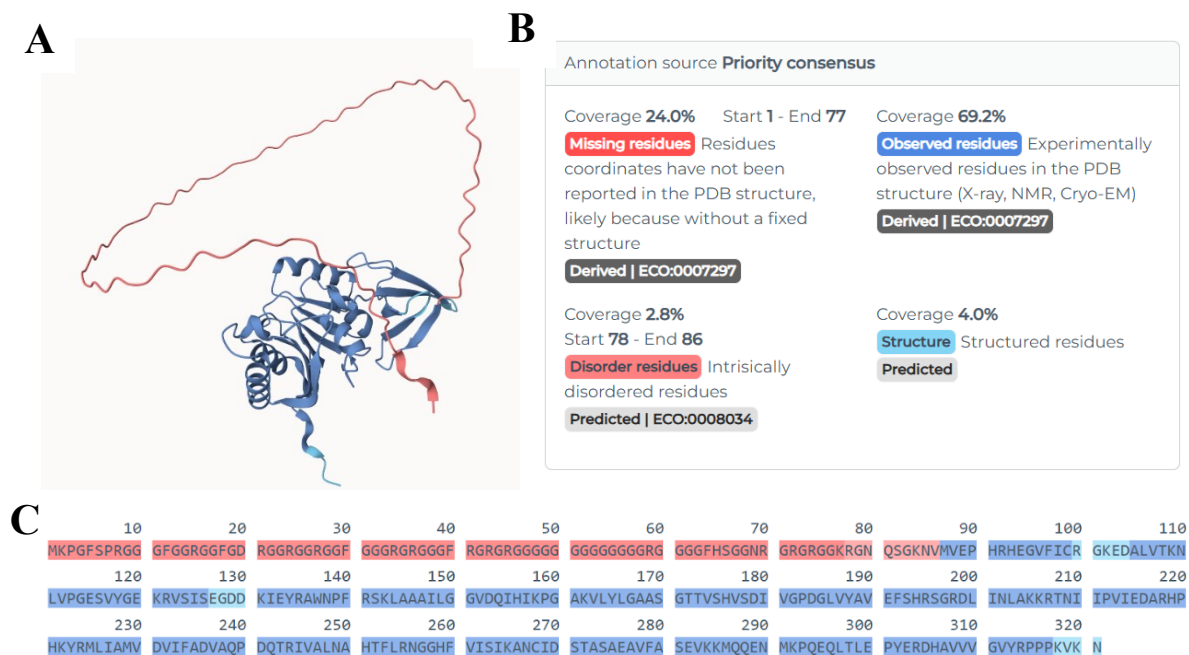 A
B
Annotation source Priority consensus
Coverage 24.0% Start 1 - End 77
Missing residues Residues
coordinates have not been
reported in the PDB structure,
likely because without a fixed
structure
Derived | ECO:0007297
Coverage 69.2%
Observed residues Experimentally
observed residues in the PDB
structure (X-ray, NMR, Cryo-EM)
Derived | ECO:0007297
Coverage 2.8%
Start 78 - End 86
Disorder residues Intrisically
disordered residues
Predicted | ECO:0008034
Coverage 4.0%
Structure Structured residues
Predicted
C
10 20 30 40 50 60 70 80 90 100 110
MKPGFSPRGG GFGGRGGFGD RGGRGGRGGF GGGRGRGGGF RGRGRGGGGG GGGGGGGGRG GGGFHSGGNR GRGRGGKRGN QSGKNVMVEP HRHEGVFICR GKEDALVTKN
120 130 140 150 160 170 180 190 200 210 220
LVPGESVYGE KRVSISEGDD KIEYRAWNPF RSKLAAAILG GVDQIHIKPG AKVLYLGAAS GTTVSHVSDI VGPDGLVYAV EFSHRSGRDL INLAKKRTNI IPVIEDARHP
230 240 250 260 270 280 290 300 310 320
HKYRMLIAMV DVIFADVAQP DQTRIVALNA HTFLRNGGHF VISIKANCID STASAEAVFA SEVKKMQQEN MKPQEQLTLE PYERDHAVVV GVYRPPPKVK N